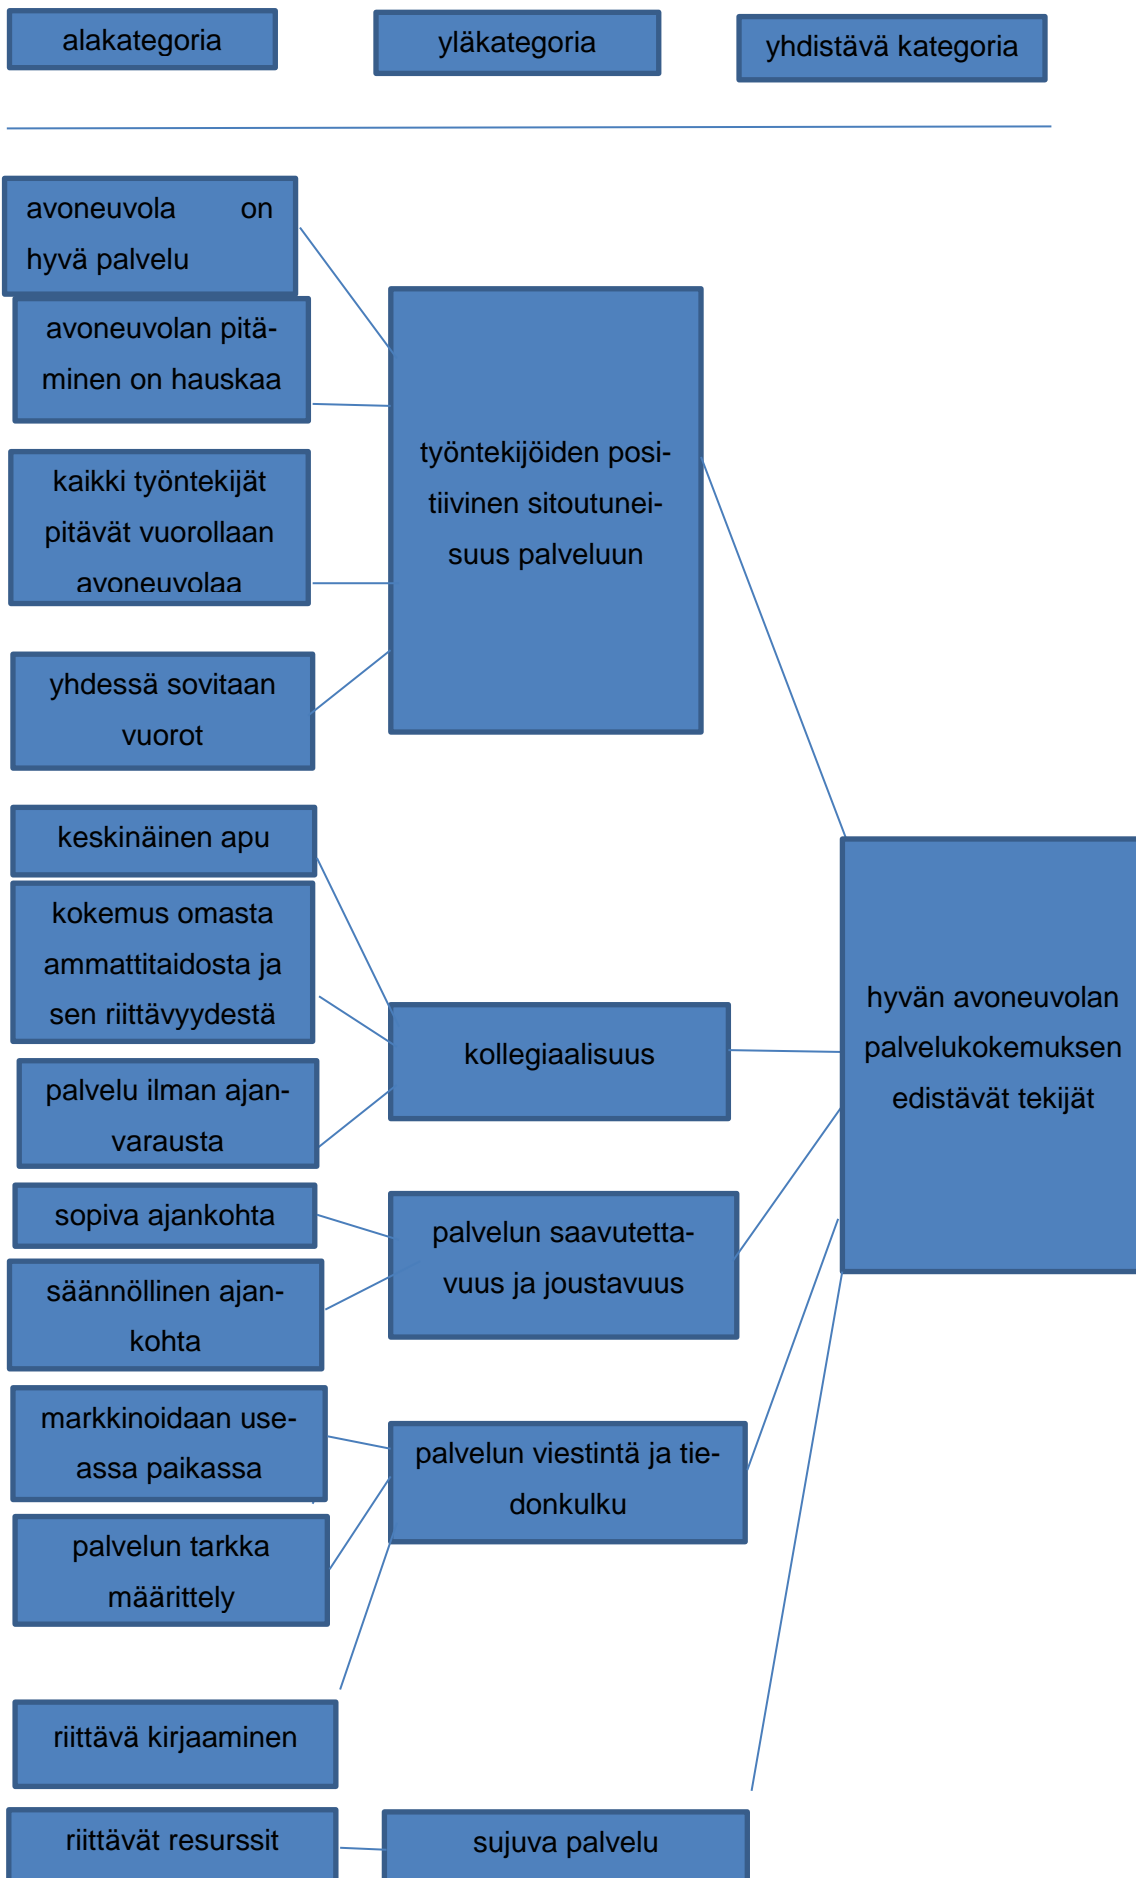 alakategoria
yläkategoria
yhdistävä kategoria
avoneuvola on
hyvä palvelu
avoneuvolan pitä-
minen on hauskaa
kaikki työntekijät
pitävät vuorollaan
avoneuvolaa
yhdessä sovitaan
vuorot
työntekijöiden posi-
tiivinen sitoutunei-
suus palveluun
keskinäinen apu
kokemus omasta
ammattitaidosta ja
sen riittävyydestä
palvelu ilman ajan-
varausta
kollegiaalisuus
hyvän avoneuvolan
palvelukokemuksen
edistävät tekijät
sopiva ajankohta
säännöllinen ajan-
kohta
palvelun saavutetta-
vuus ja joustavuus
markkinoidaan use-
assa paikassa
palvelun tarkka
määrittely
palvelun viestintä ja tie-
donkulku
riittävä kirjaaminen
riittävät resurssit
sujuva palvelu